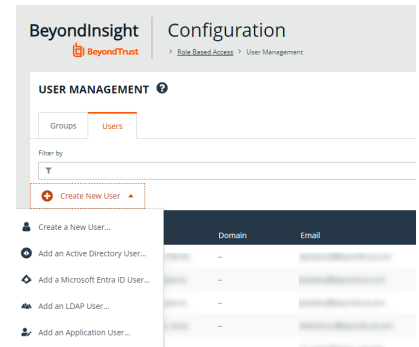 BeyondInsight
BeyondTrust
Configuration
> Role Based Access > User Management
USER MANAGEMENT ?
Groups Users
Filter by
Create New User
Create a New User...
Add an Active Directory User...
Add a Microsoft Entra ID User...
Add an LDAP User...
Add an Application User...
Domain Email
--
--
--
--